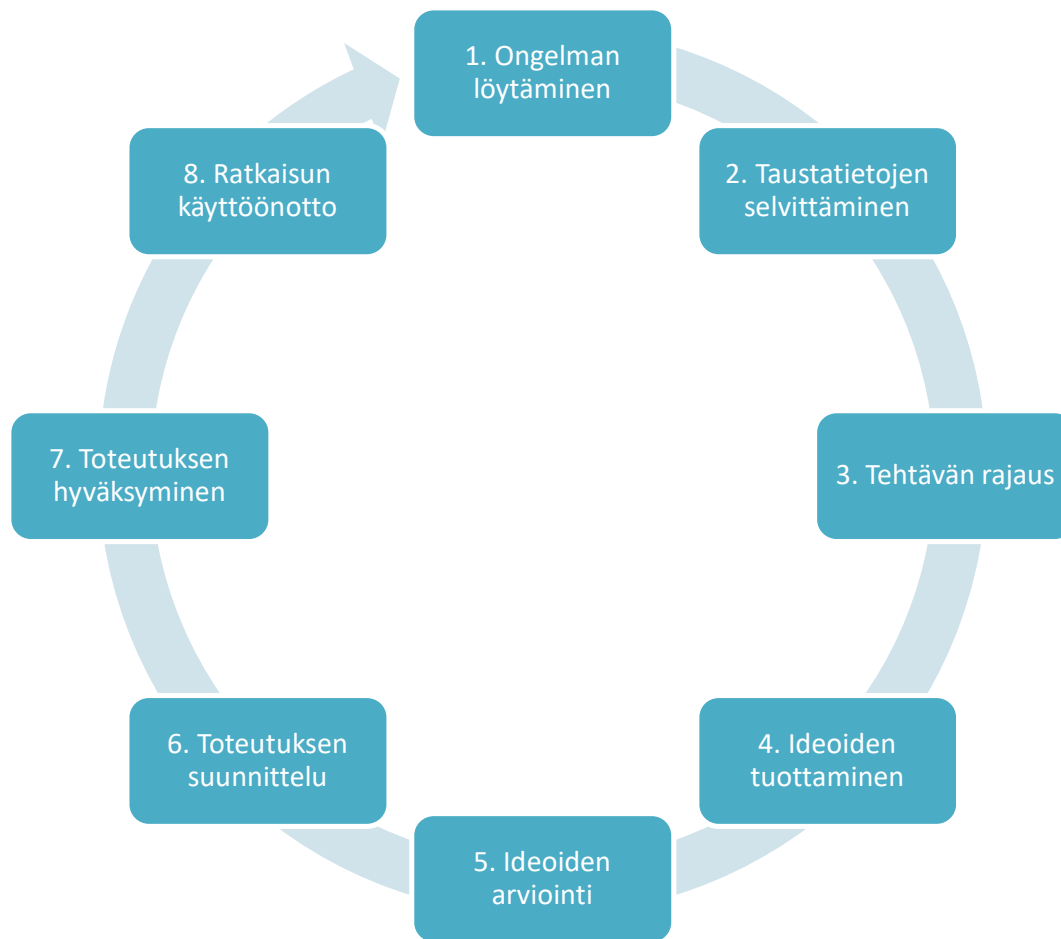 1. Ongelman
löytäminen
2. Taustatietojen
selvittäminen
3. Tehtävän rajaus
4. Ideoiden
tuottaminen
5. Ideoiden
arviointi
6. Toteutuksen
suunnittelu
7. Toteutuksen
hyväksyminen
8. Ratkaisun
käyttöönotto